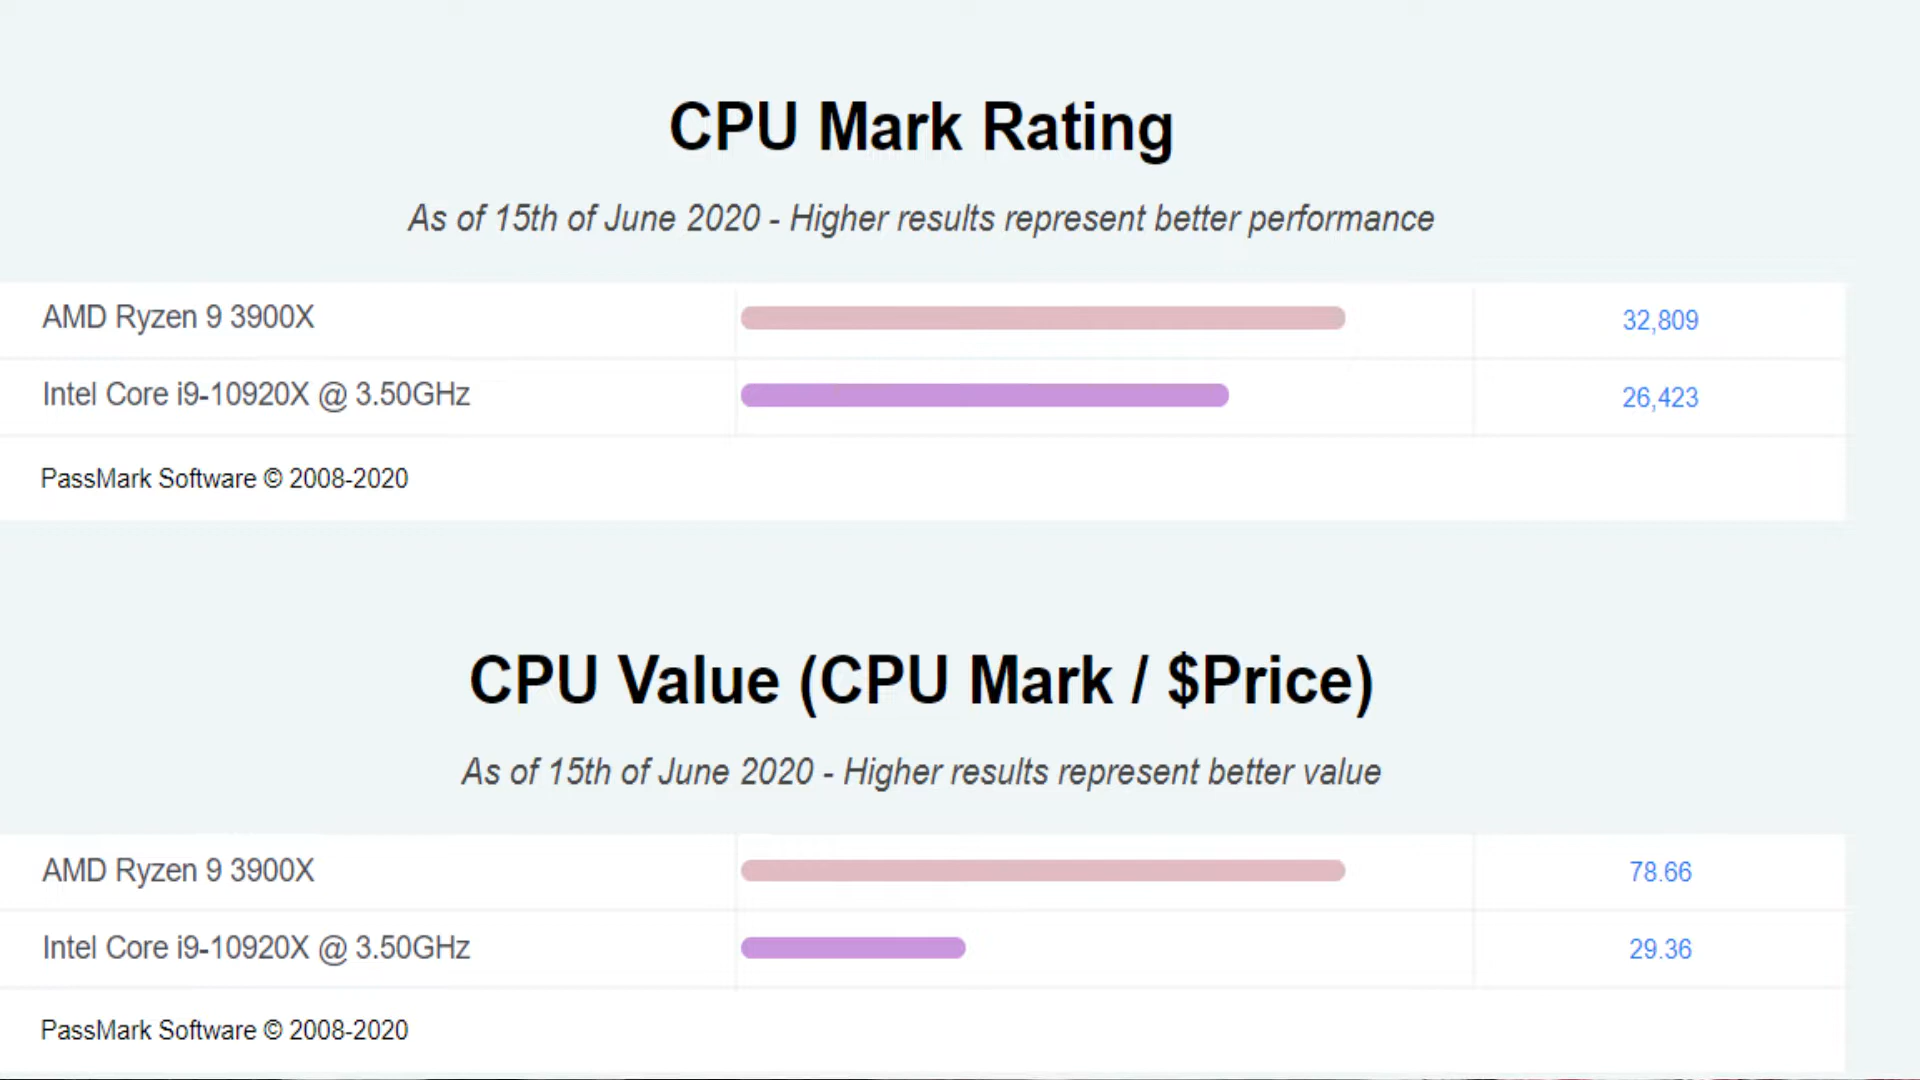 CPU Mark Rating
As of 15th of June 2020 - Higher results represent better performance
AMD Ryzen 9 3900X 32,809
Intel Core i9-10920X @ 3.50GHz 26,423
PassMark Software © 2008-2020
CPU Value (CPU Mark / $Price)
As of 15th of June 2020 - Higher results represent better value
AMD Ryzen 9 3900X 78.66
Intel Core i9-10920X @ 3.50GHz 29.36
PassMark Software © 2008-2020